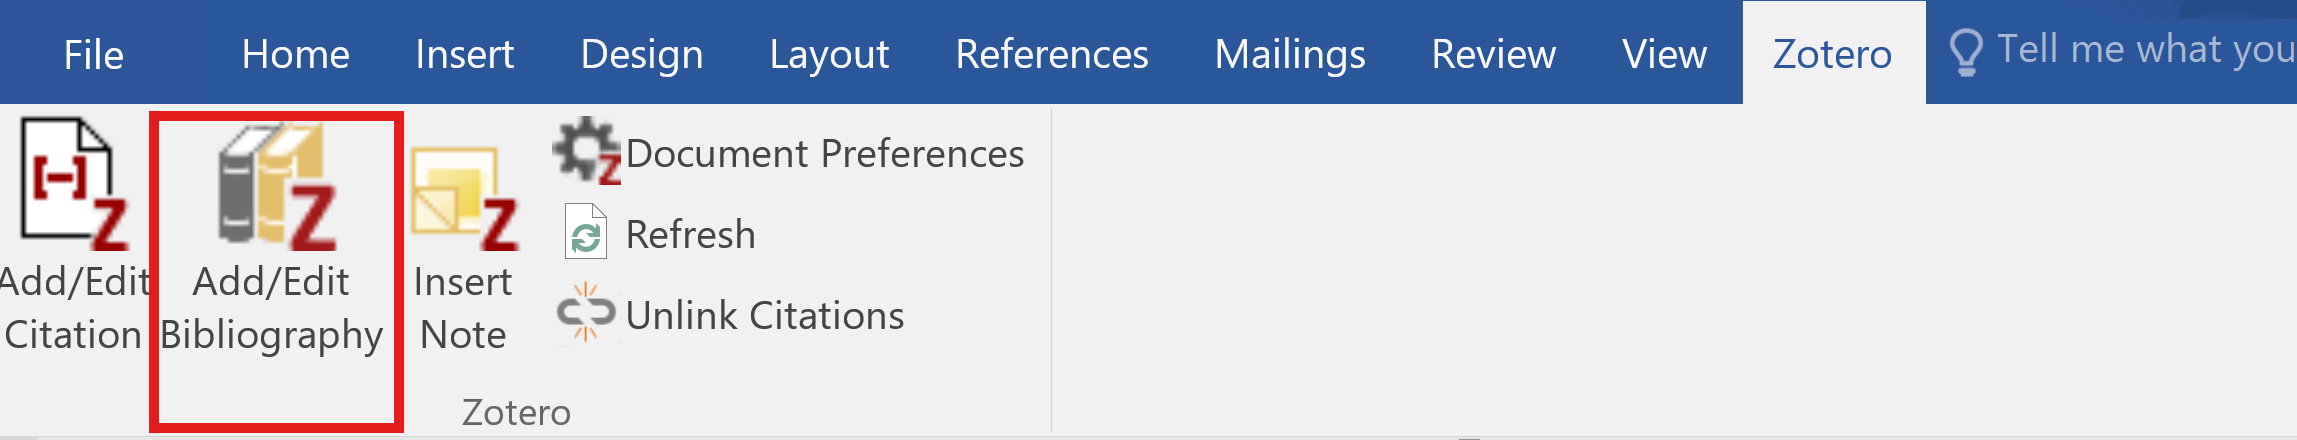 File Home Insert Design Layout References Mailings Review View Zotero Tell me what you
Add/Edit
Citation
Add/Edit
Bibliography
Insert
Note
Document Preferences
Refresh
Unlink Citations
Zotero